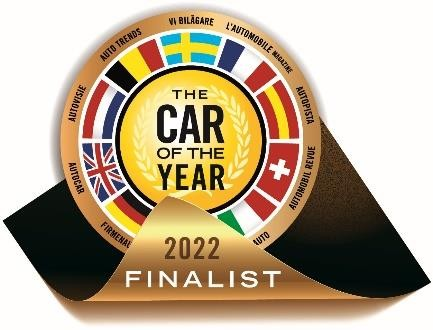 VI BILÄGARE
L'AUTOMOBILE MAGAZINE
AUTOPISTA
AUTOMOBIL REVUE
AUTO
AUTO TRENDS
AUTOVISIE
AUTOCAR
THE
CAR
OF THE
YEAR
2022
FINALIST